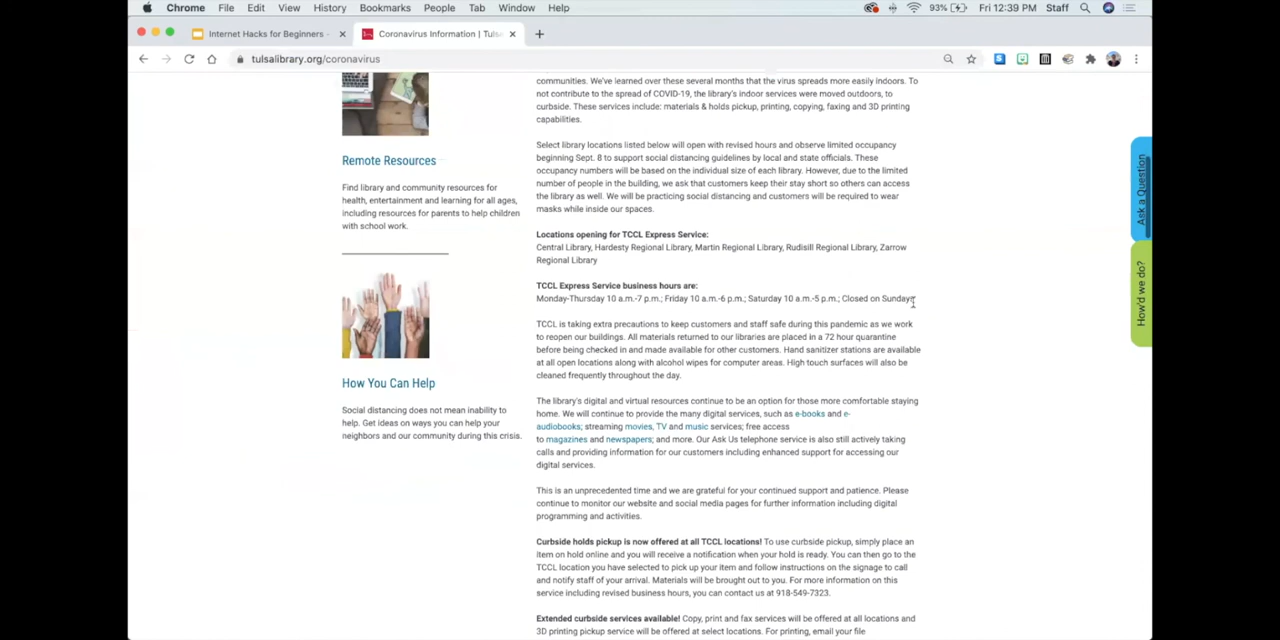 Chrome File Edit View History Bookmarks People Tab Window Help 93% Fri 12:39 PM Staff
Internet Hacks for Beginners - Coronavirus Information | Tuls
tulsalibrary.org/coronavirus
Remote Resources
Find library and community resources for
health, entertainment and learning for all ages,
including resources for parents to help children
with school work.
How You Can Help
Social distancing does not mean inability to
help. Get ideas on ways you can help your
neighbors and our community during this crisis.
communities. We've learned over these several months that the virus spreads more easily indoors. To
not contribute to the spread of COVID-19, the library's indoor services were moved outdoors, to
curbside. These services include: materials & holds pickup, printing, copying, faxing and 3D printing
capabilities.
Select library locations listed below will open with revised hours and observe limited occupancy
beginning Sept. 8 to support social distancing guidelines by local and state officials. These
occupancy numbers will be based on the individual size of each library. However, due to the limited
number of people in the building, we ask that customers keep their stay short so others can access
the library as well. We will be practicing social distancing and customers will be required to wear
masks while inside our spaces.
Locations opening for TCCL Express Service:
Central Library, Hardesty Regional Library, Martin Regional Library, Rudisill Regional Library, Zarrow
Regional Library
TCCL Express Service business hours are:
Monday-Thursday 10 a.m.-7 p.m.; Friday 10 a.m.-6 p.m.; Saturday 10 a.m.-5 p.m.; Closed on Sundays
TCCL is taking extra precautions to keep customers and staff safe during this pandemic as we work
to reopen our buildings. All materials returned to our libraries are placed in a 72 hour quarantine
before being checked in and made available for other customers. Hand sanitizer stations are available
at all open locations along with alcohol wipes for computer areas. High touch surfaces will also be
cleaned frequently throughout the day.
The library's digital and virtual resources continue to be an option for those more comfortable staying
home. We will continue to provide the many digital services, such as e-books and e-
audiobooks; streaming movies, TV and music services; free access
to magazines and newspapers; and more. Our Ask Us telephone service is also still actively taking
calls and providing information for our customers including enhanced support for accessing our
digital services.
This is an unprecedented time and we are grateful for your continued support and patience. Please
continue to monitor our website and social media pages for further information including digital
programming and activities.
Curbside holds pickup is now offered at all TCCL locations! To use curbside pickup, simply place an
item on hold online and you will receive a notification when your hold is ready. You can then go to the
TCCL location you have selected to pick up your item and follow instructions on the signage to call
and notify staff of your arrival. Materials will be brought out to you. For more information on this
service including revised business hours, you can contact us at 918-549-7323.
Extended curbside services available! Copy, print and fax services will be offered at all locations and
3D printing pickup service will be offered at select locations. For printing, email your file
Ask a Question
How'd we do?